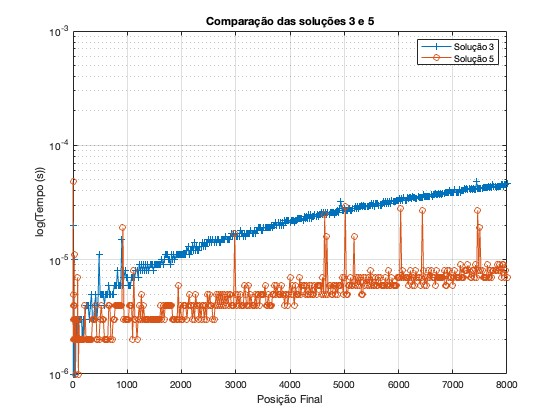 Comparação das soluções 3 e 5
Solução 3
Solução 5
log(Tempo (s))
10^-3
10^-4
10^-5
10^-6
0 1000 2000 3000 4000 5000 6000 7000 8000
Posição Final